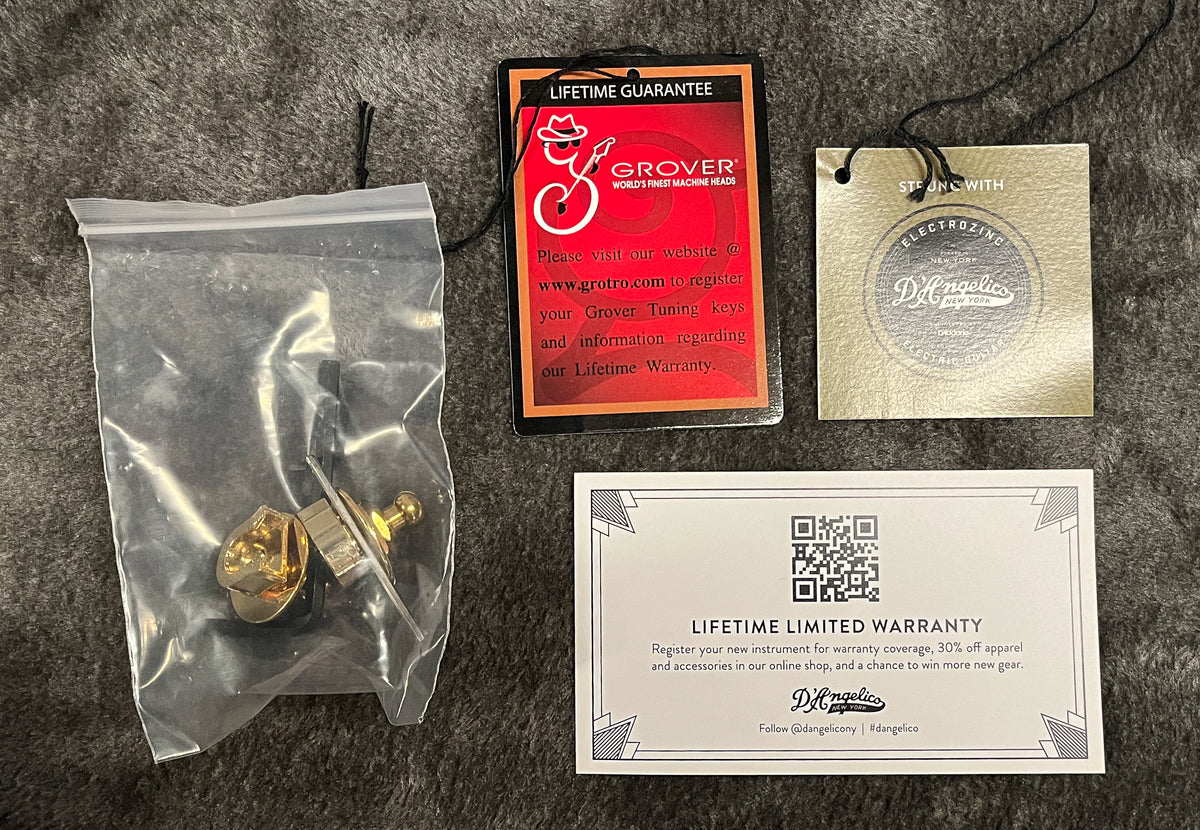 LIFETIME GUARANTEE
GROVER®
WORLD'S FINEST MACHINE HEADS
Please visit our website @
www.grotro.com to register
your Grover Tuning keys
and information regarding
our Lifetime Warranty.
STRUNG WITH
ELECTROZINC
NEW YORK
D'Angelico
NEW YORK
D'Addario
ELECTRIC
LIFETIME LIMITED WARRANTY
Register your new instrument for warranty coverage, 30% off apparel
and accessories in our online shop, and a chance to win more new gear.
D'Angelico
NEW YORK
Follow @dangelicony | #dangelico